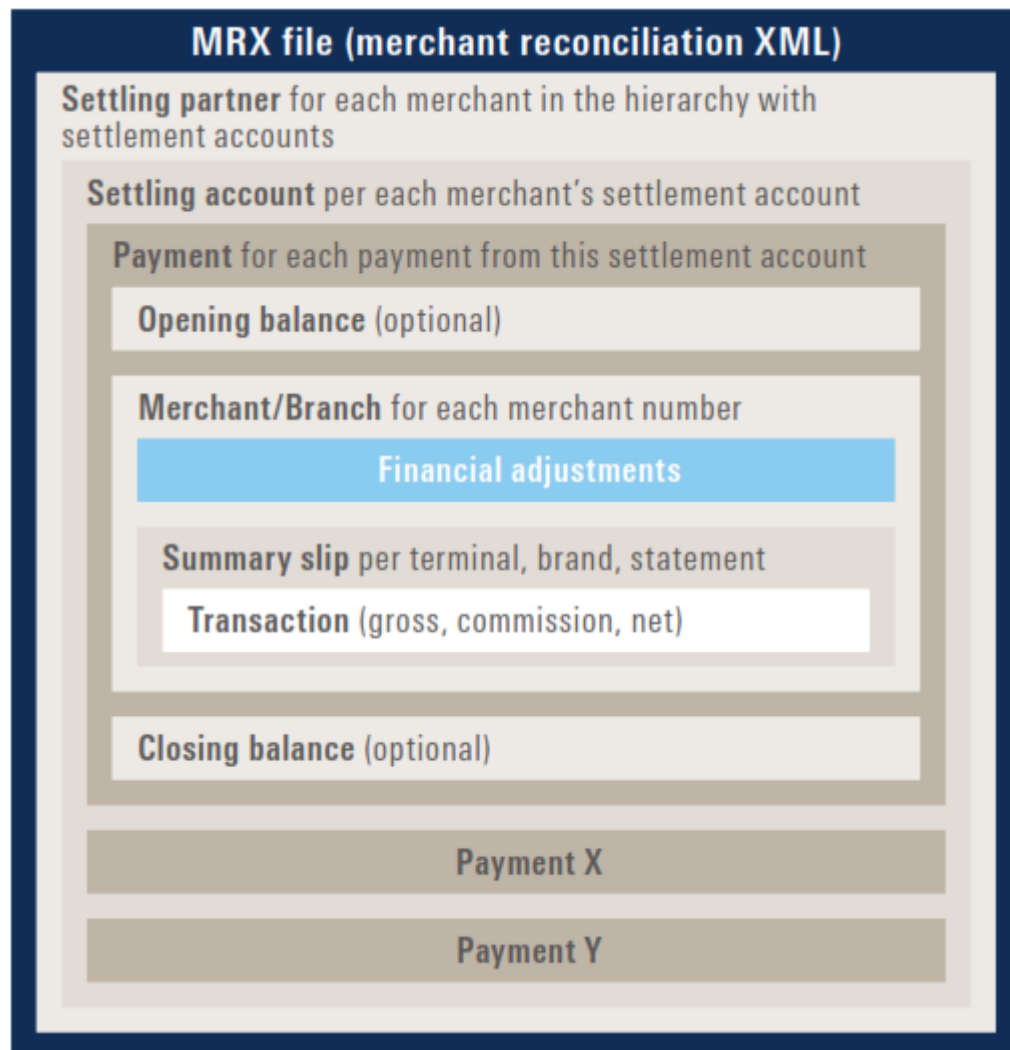 MRX file (merchant reconciliation XML)
Settling partner for each merchant in the hierarchy with
settlement accounts
Settling account per each merchant's settlement account
Payment for each payment from this settlement account
Opening balance (optional)
Merchant/Branch for each merchant number
Financial adjustments
Summary slip per terminal, brand, statement
Transaction (gross, commission, net)
Closing balance (optional)
Payment X
Payment Y